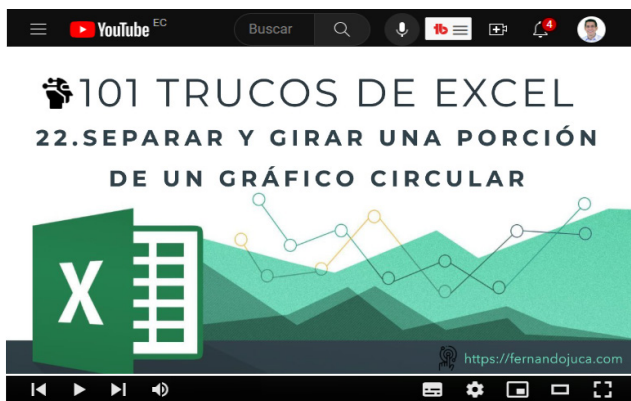 YouTube EC
Buscar
4
101 TRUCOS DE EXCEL
22.SEPARAR Y GIRAR UNA PORCIÓN
DE UN GRÁFICO CIRCULAR
X
https://fernandojuca.com